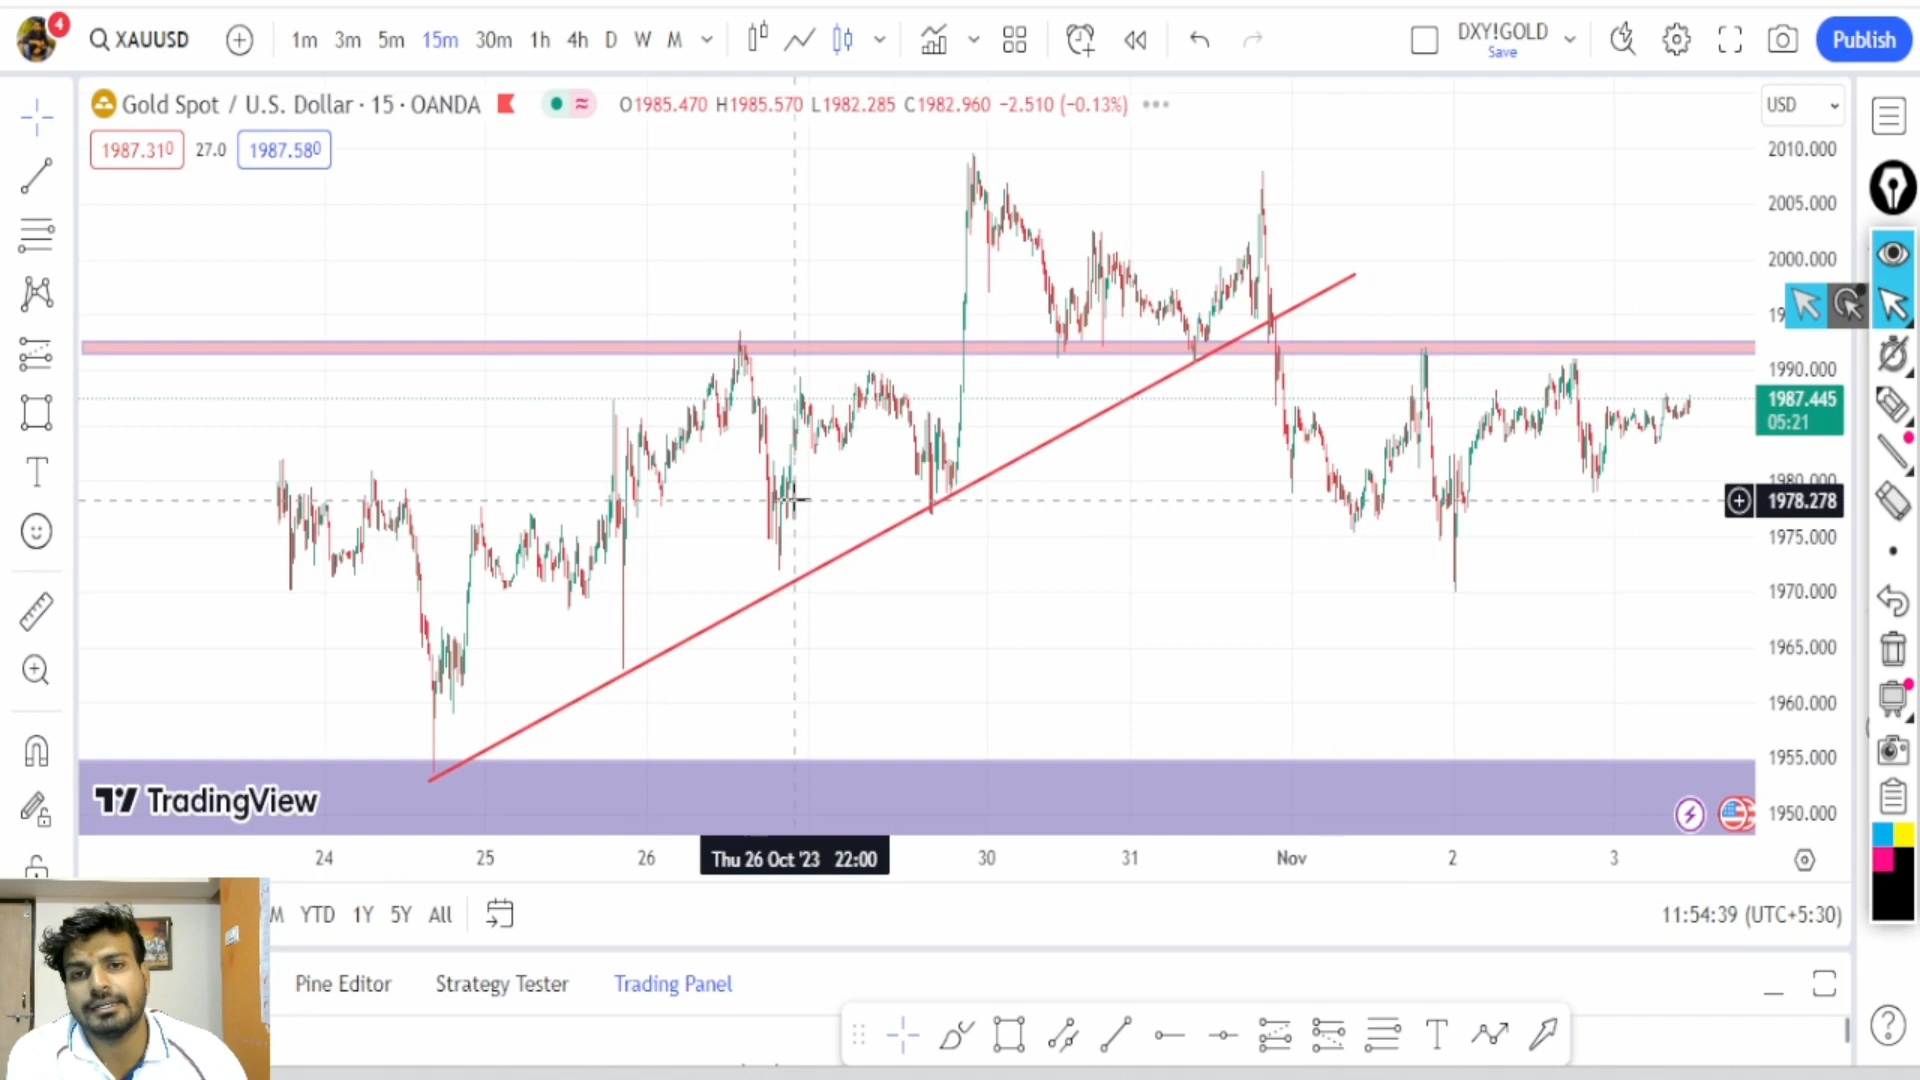 4
XAUUSD
1m 3m 5m 15m 30m 1h 4h D W M
DXY!GOLD
Save
Publish
Gold Spot / U.S. Dollar · 15 · OANDA
O1985.470 H1985.570 L1982.285 C1982.960 −2.510 (−0.13%)
USD
1987.310 27.0 1987.580
2010.000
2005.000
2000.000
1990.000
1987.445
05:21
1980.000
1978.278
1975.000
1970.000
1965.000
1960.000
1955.000
1950.000
TradingView
24 25 26 Thu 26 Oct '23 22:00 30 31 Nov 2 3
M YTD 1Y 5Y All
11:54:39 (UTC+5:30)
Pine Editor Strategy Tester Trading Panel